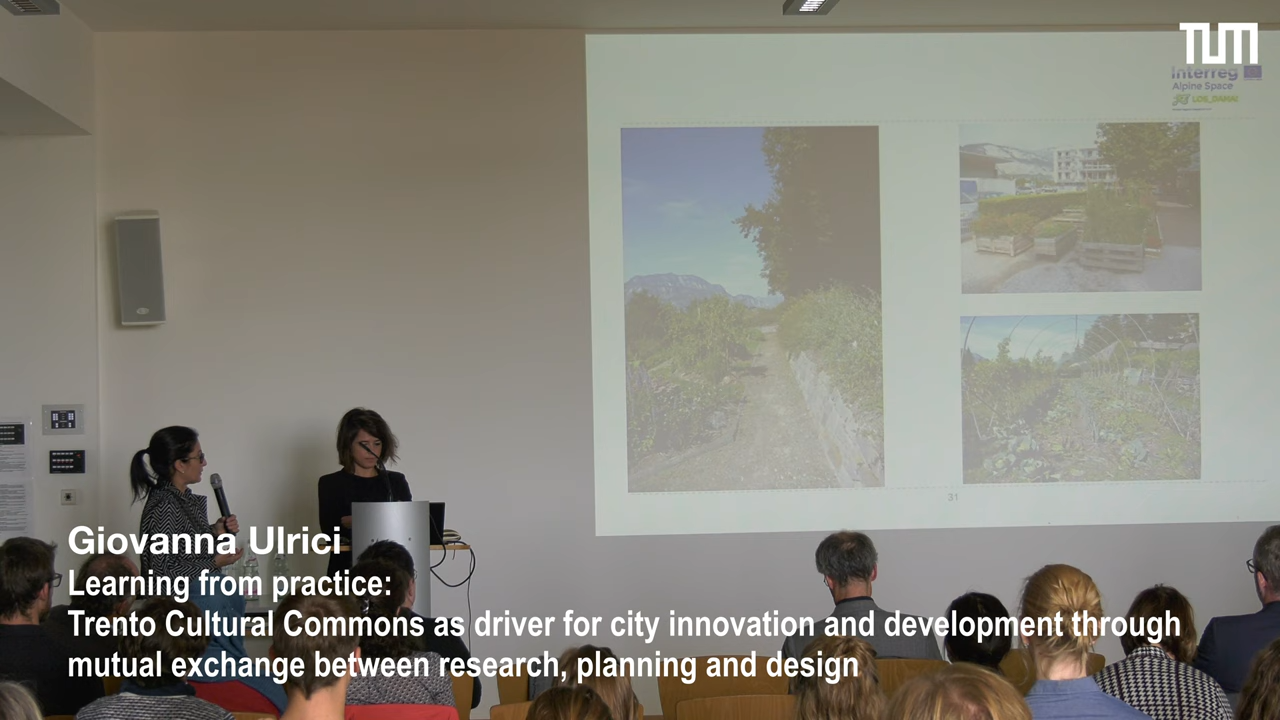 TUM
Interreg
Alpine Space
LOS_DAMA!
31
Giovanna Ulrici
Learning from practice:
Trento Cultural Commons as driver for city innovation and development through
mutual exchange between research, planning and design